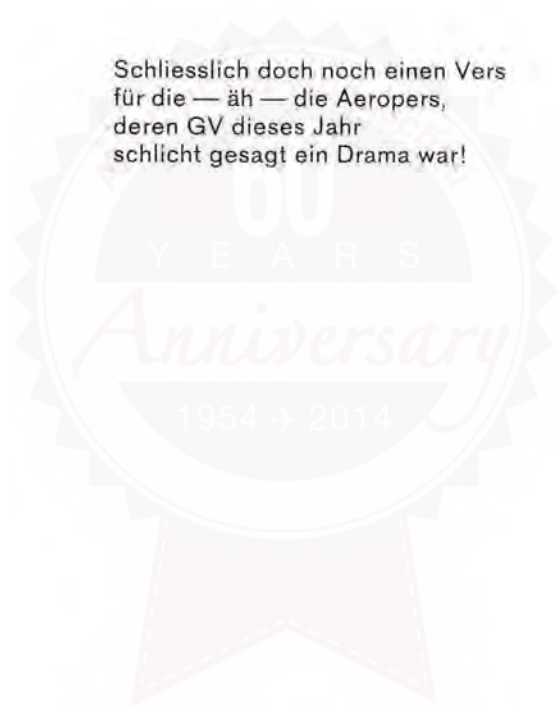 Schliesslich doch noch einen Vers
für die — äh — die Aeropers,
deren GV dieses Jahr
schlicht gesagt ein Drama war!
60
YEARS
Anniversary
1954 ✈ 2014